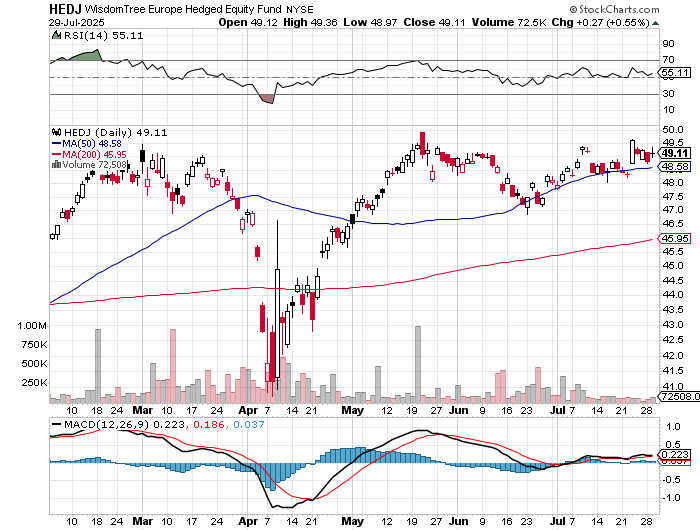 HEDJ WisdomTree Europe Hedged Equity Fund NYSE © StockCharts.com
29-Jul-2025 Open 49.12 High 49.36 Low 48.97 Close 49.11 Volume 72.5K Chg +0.27 (+0.55%)
RSI(14) 55.11
90
70
55.11
30
10
HEDJ (Daily) 49.11
MA(50) 48.58
MA(200) 45.95
Volume 72,508
50.0
49.5
49.11
48.58
48.0
47.5
47.0
46.5
45.95
45.5
45.0
44.5
44.0
43.5
43.0
42.5
42.0
41.5
41.0
1.00M
750K
500K
250K
72508.0
10 18 24 Mar 10 17 24 Apr 7 14 21 May 12 19 27 Jun 9 16 23 Jul 7 14 21 28
MACD(12,26,9) 0.223, 0.186, 0.037
1.0
0.5
0.223
-0.5
-1.0
10 18 24 Mar 10 17 24 Apr 7 14 21 May 12 19 27 Jun 9 16 23 Jul 7 14 21 28